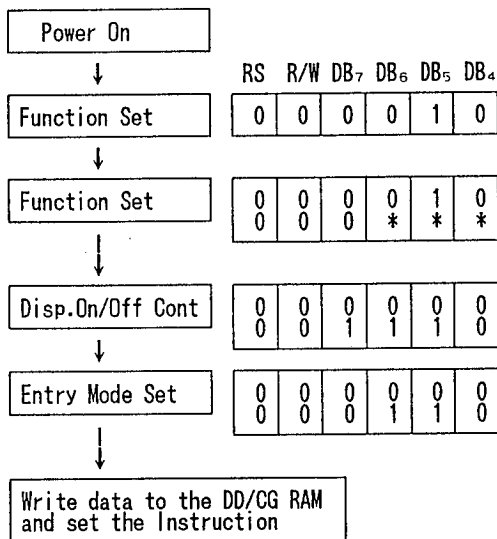 Power On
RS R/W DB₇ DB₆ DB₅ DB₄
Function Set 0 0 0 0 1 0
Function Set 0 0 0 0 1 0
0 0 0 * * *
Disp.On/Off Cont 0 0 0 0 0 0
0 0 1 1 1 0
Entry Mode Set 0 0 0 0 0 0
0 0 0 1 1 0
Write data to the DD/CG RAM
and set the Instruction